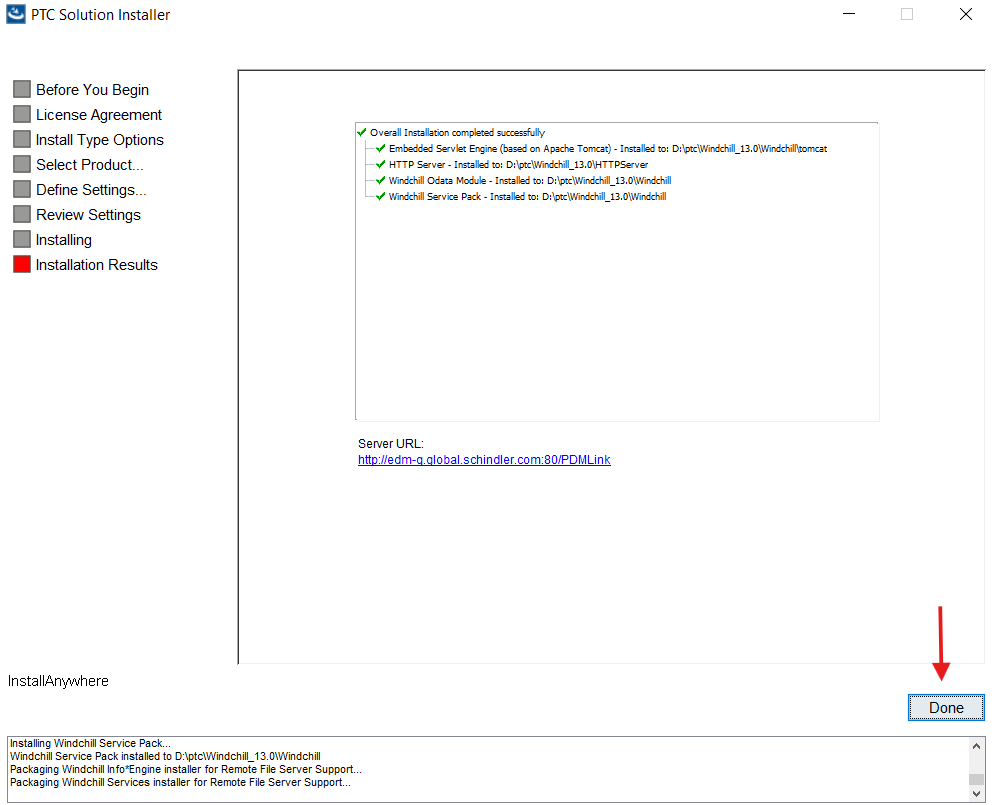 PTC Solution Installer
Before You Begin
License Agreement
Install Type Options
Select Product...
Define Settings...
Review Settings
Installing
Installation Results
Overall Installation completed successfully
Embedded Servlet Engine (based on Apache Tomcat) - Installed to: D:\ptc\Windchill_13.0\Windchill\tomcat
HTTP Server - Installed to: D:\ptc\Windchill_13.0\HTTPServer
Windchill Odata Module - Installed to: D:\ptc\Windchill_13.0\Windchill
Windchill Service Pack - Installed to: D:\ptc\Windchill_13.0\Windchill
Server URL:
http://edm-q.global.schindler.com:80/PDMLink
InstallAnywhere
Done
Installing Windchill Service Pack...
Windchill Service Pack installed to D:\ptc\Windchill_13.0\Windchill
Packaging Windchill Info*Engine installer for Remote File Server Support...
Packaging Windchill Services installer for Remote File Server Support...